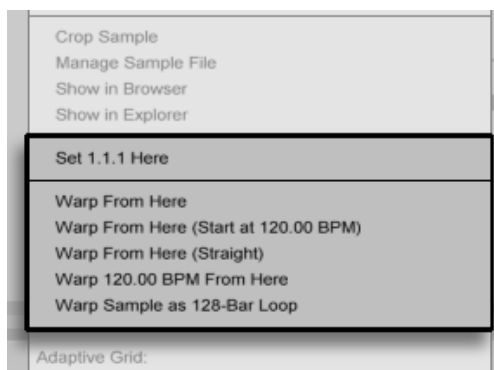 Crop Sample
Manage Sample File
Show in Browser
Show in Explorer
Set 1.1.1 Here
Warp From Here
Warp From Here (Start at 120.00 BPM)
Warp From Here (Straight)
Warp 120.00 BPM From Here
Warp Sample as 128-Bar Loop
Adaptive Grid: